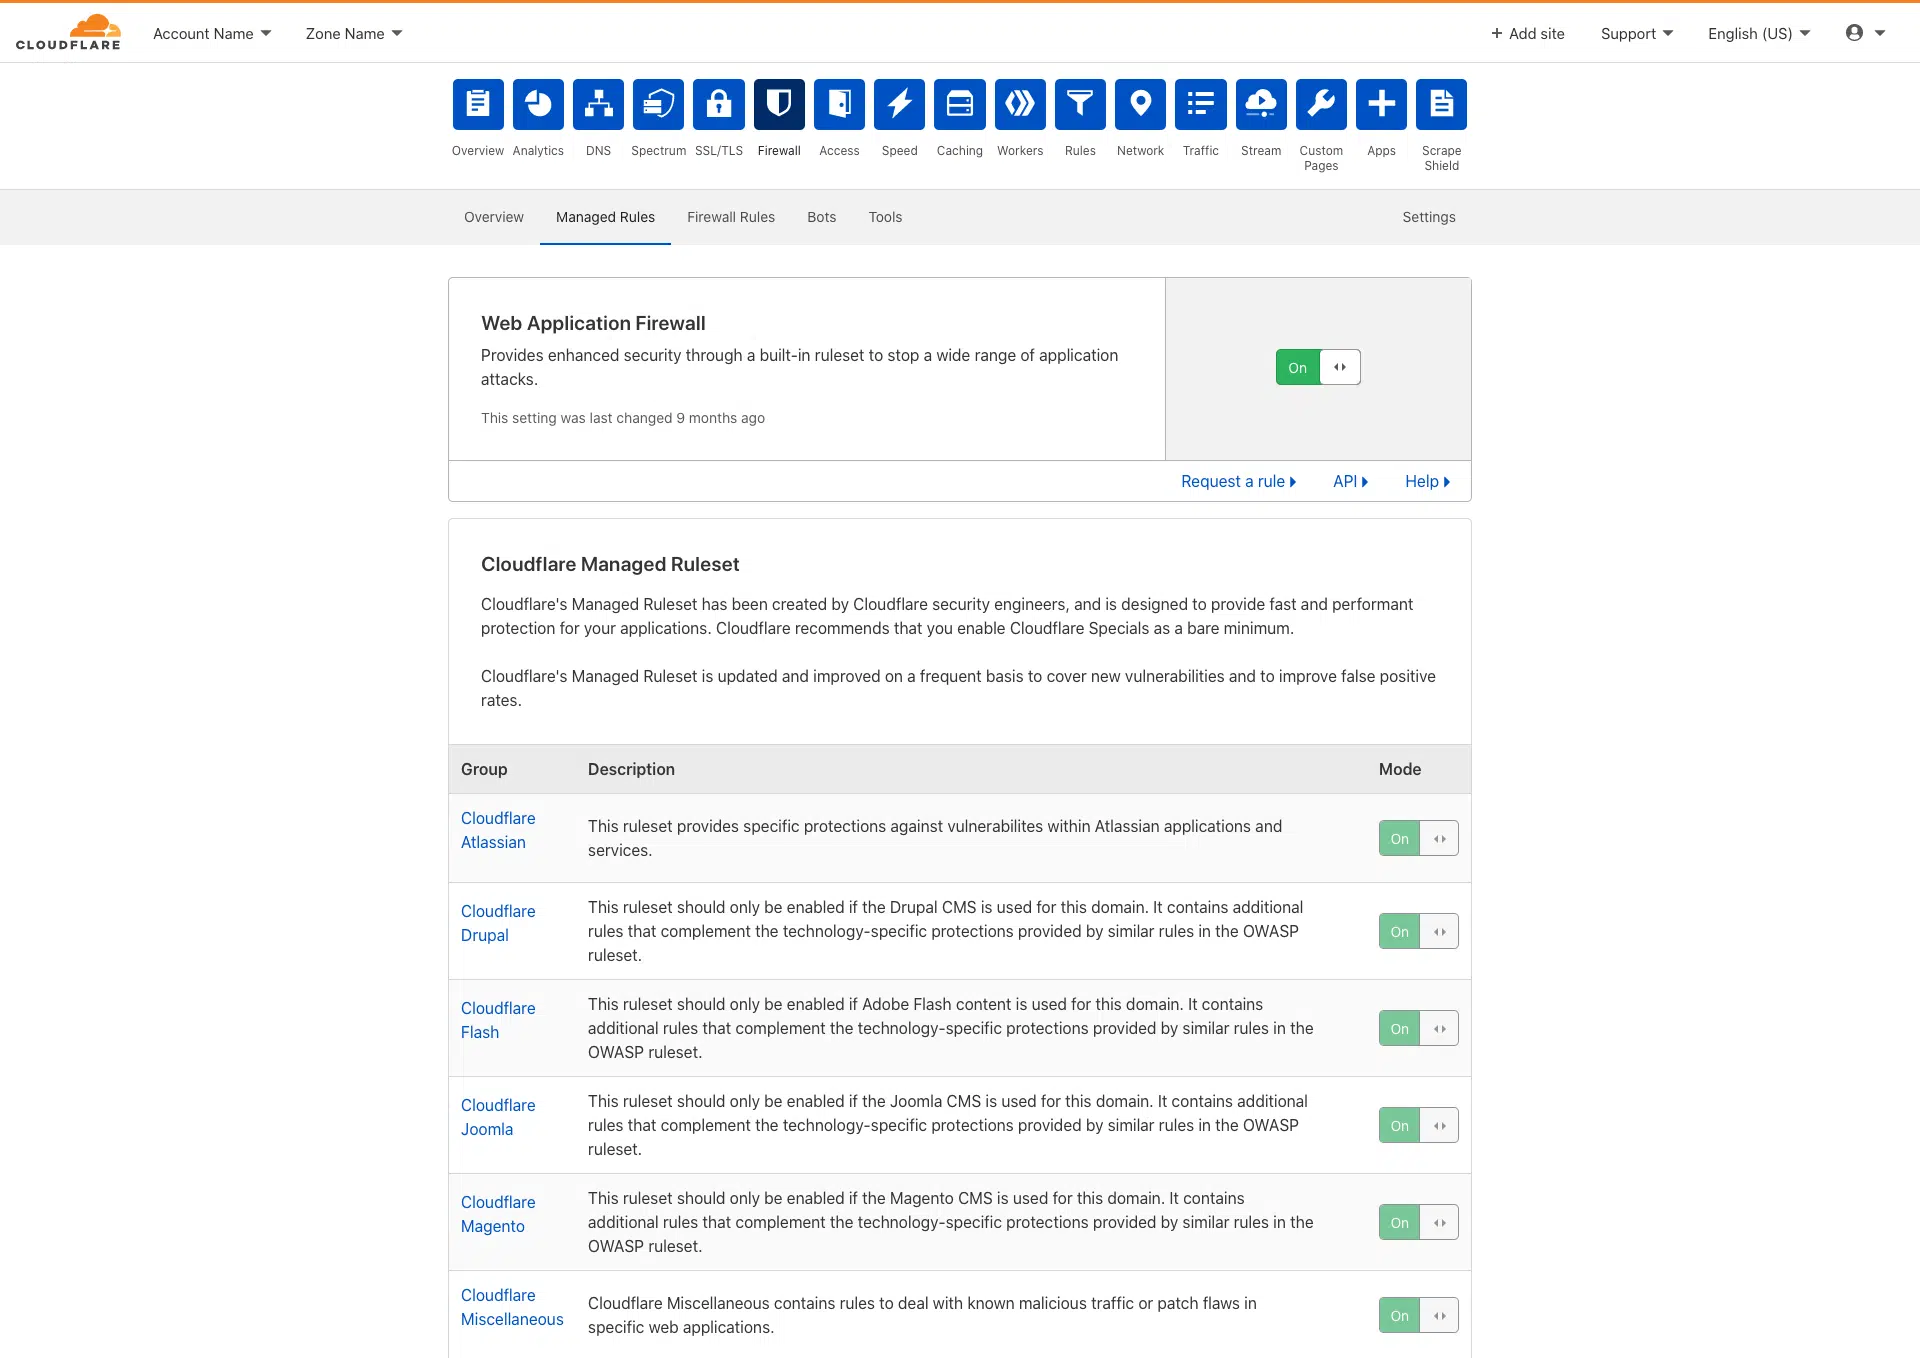 CLOUDFLARE
Account Name
Zone Name
+ Add site
Support
English (US)
Overview
Analytics
DNS
Spectrum
SSL/TLS
Firewall
Access
Speed
Caching
Workers
Rules
Network
Traffic
Stream
Custom
Pages
Apps
Scrape
Shield
Overview
Managed Rules
Firewall Rules
Bots
Tools
Settings
Web Application Firewall
Provides enhanced security through a built-in ruleset to stop a wide range of application
attacks.
This setting was last changed 9 months ago
On
Request a rule
API
Help
Cloudflare Managed Ruleset
Cloudflare's Managed Ruleset has been created by Cloudflare security engineers, and is designed to provide fast and performant
protection for your applications. Cloudflare recommends that you enable Cloudflare Specials as a bare minimum.
Cloudflare's Managed Ruleset is updated and improved on a frequent basis to cover new vulnerabilities and to improve false positive
rates.
Group
Description
Mode
Cloudflare
Atlassian
This ruleset provides specific protections against vulnerabilites within Atlassian applications and
services.
On
Cloudflare
Drupal
This ruleset should only be enabled if the Drupal CMS is used for this domain. It contains additional
rules that complement the technology-specific protections provided by similar rules in the OWASP
ruleset.
On
Cloudflare
Flash
This ruleset should only be enabled if Adobe Flash content is used for this domain. It contains
additional rules that complement the technology-specific protections provided by similar rules in the
OWASP ruleset.
On
Cloudflare
Joomla
This ruleset should only be enabled if the Joomla CMS is used for this domain. It contains additional
rules that complement the technology-specific protections provided by similar rules in the OWASP
ruleset.
On
Cloudflare
Magento
This ruleset should only be enabled if the Magento CMS is used for this domain. It contains
additional rules that complement the technology-specific protections provided by similar rules in the
OWASP ruleset.
On
Cloudflare
Miscellaneous
Cloudflare Miscellaneous contains rules to deal with known malicious traffic or patch flaws in
specific web applications.
On